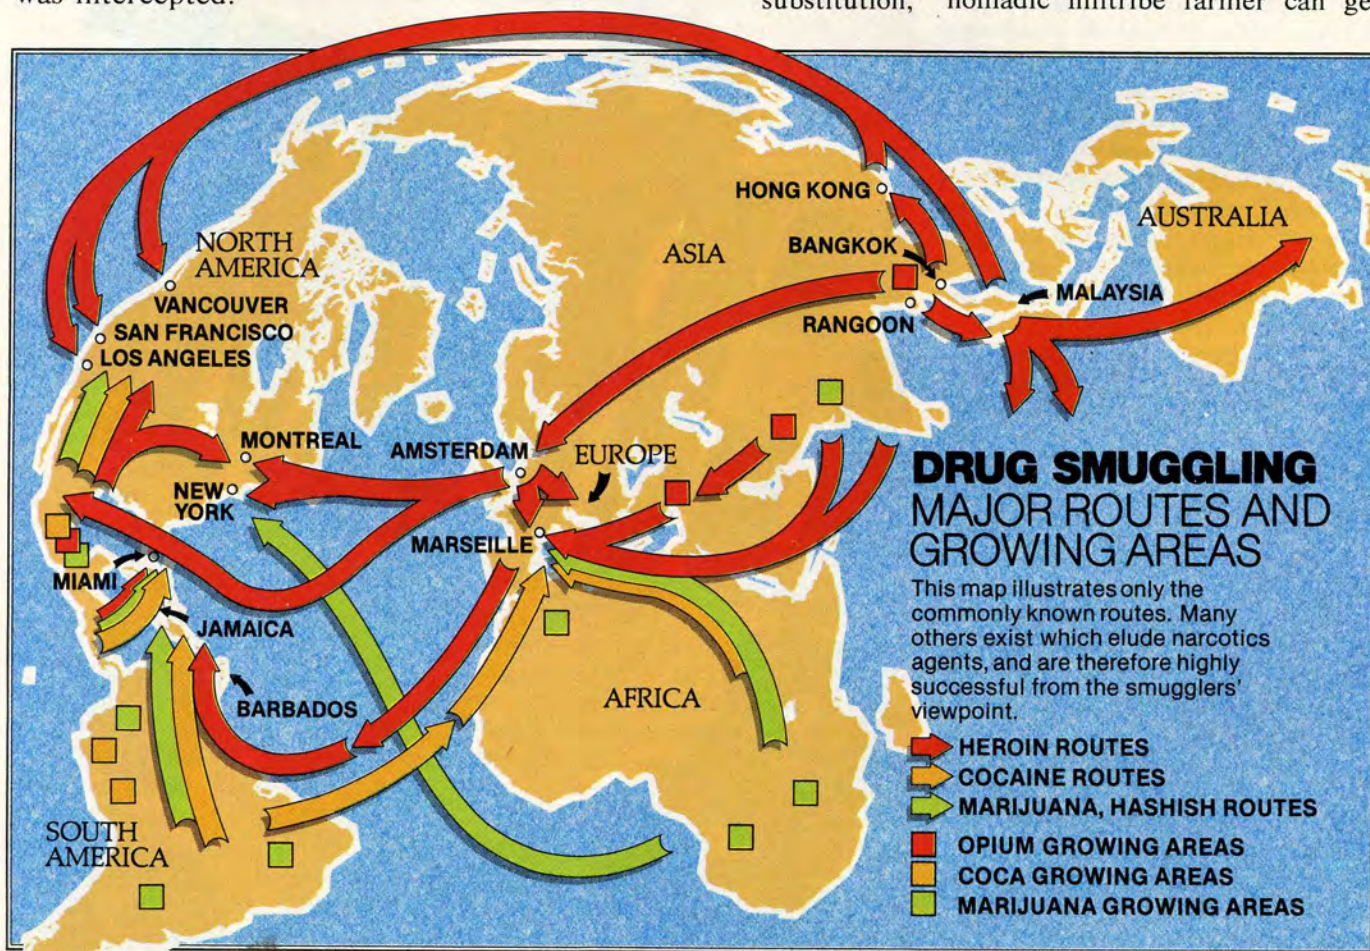 was intercepted.
substitution, nomadic hilltribe farmer can ge
NORTH
AMERICA
VANCOUVER
SAN FRANCISCO
LOS ANGELES
MONTREAL
NEW
YORK
MIAMI
JAMAICA
BARBADOS
SOUTH
AMERICA
AMSTERDAM
EUROPE
MARSEILLE
AFRICA
ASIA
HONG KONG
BANGKOK
RANGOON
MALAYSIA
AUSTRALIA
DRUG SMUGGLING
MAJOR ROUTES AND
GROWING AREAS
This map illustrates only the
commonly known routes. Many
others exist which elude narcotics
agents, and are therefore highly
successful from the smugglers'
viewpoint.
HEROIN ROUTES
COCAINE ROUTES
MARIJUANA, HASHISH ROUTES
OPIUM GROWING AREAS
COCA GROWING AREAS
MARIJUANA GROWING AREAS